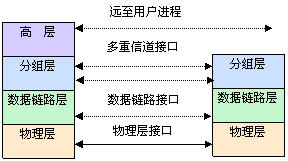 远至用户进程
高 层
多重信道接口
分组层
分组层
数据链路层
数据链路接口
数据链路层
物理层接口
物理层
物理层